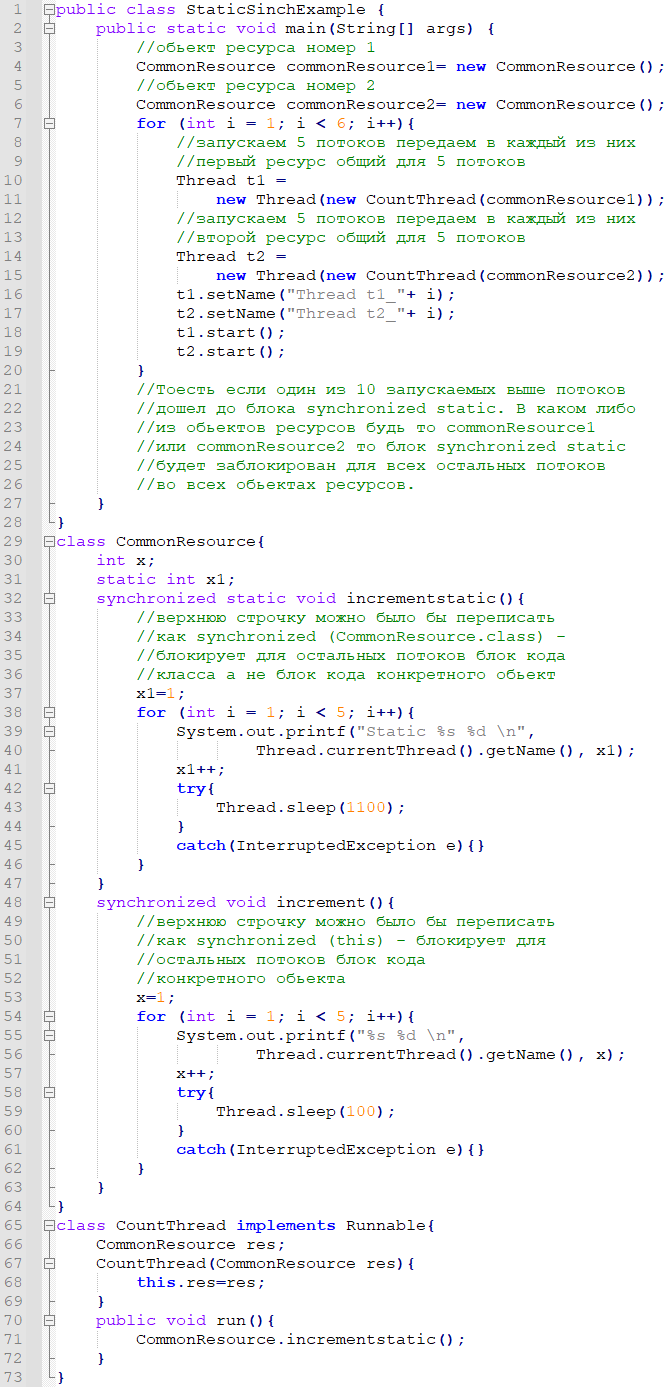 1 public class StaticSinchExample {
2     public static void main(String[] args) {
3         //обьект ресурса номер 1
4         CommonResource commonResource1= new CommonResource();
5         //обьект ресурса номер 2
6         CommonResource commonResource2= new CommonResource();
7         for (int i = 1; i < 6; i++){
8             //запускаем 5 потоков передаем в каждый из них
9             //первый ресурс общий для 5 потоков
10             Thread t1 =
11                 new Thread(new CountThread(commonResource1));
12             //запускаем 5 потоков передаем в каждый из них
13             //второй ресурс общий для 5 потоков
14             Thread t2 =
15                 new Thread(new CountThread(commonResource2));
16             t1.setName("Thread t1_"+ i);
17             t2.setName("Thread t2_"+ i);
18             t1.start();
19             t2.start();
20         }
21         //Тоесть если один из 10 запускаемых выше потоков
22         //дошел до блока synchronized static. В каком либо
23         //из обьектов ресурсов будь то commonResource1
24         //или commonResource2 то блок synchronized static
25         //будет заблокирован для всех остальных потоков
26         //во всех обьектах ресурсов.
27     }
28 }
29 class CommonResource{
30     int x;
31     static int x1;
32     synchronized static void incrementstatic(){
33         //верхнюю строчку можно было бы переписать
34         //как synchronized (CommonResource.class) -
35         //блокирует для остальных потоков блок кода
36         //класса а не блок кода конкретного обьект
37         x1=1;
38         for (int i = 1; i < 5; i++){
39             System.out.printf("Static %s %d \n",
40                     Thread.currentThread().getName(), x1);
41             x1++;
42             try{
43                 Thread.sleep(1100);
44             }
45             catch(InterruptedException e){}
46         }
47     }
48     synchronized void increment(){
49         //верхнюю строчку можно было бы переписать
50         //как synchronized (this) - блокирует для
51         //остальных потоков блок кода
52         //конкретного обьекта
53         x=1;
54         for (int i = 1; i < 5; i++){
55             System.out.printf("%s %d \n",
56                     Thread.currentThread().getName(), x);
57             x++;
58             try{
59                 Thread.sleep(100);
60             }
61             catch(InterruptedException e){}
62         }
63     }
64 }
65 class CountThread implements Runnable{
66     CommonResource res;
67     CountThread(CommonResource res){
68         this.res=res;
69     }
70     public void run(){
71         CommonResource.incrementstatic();
72     }
73 }